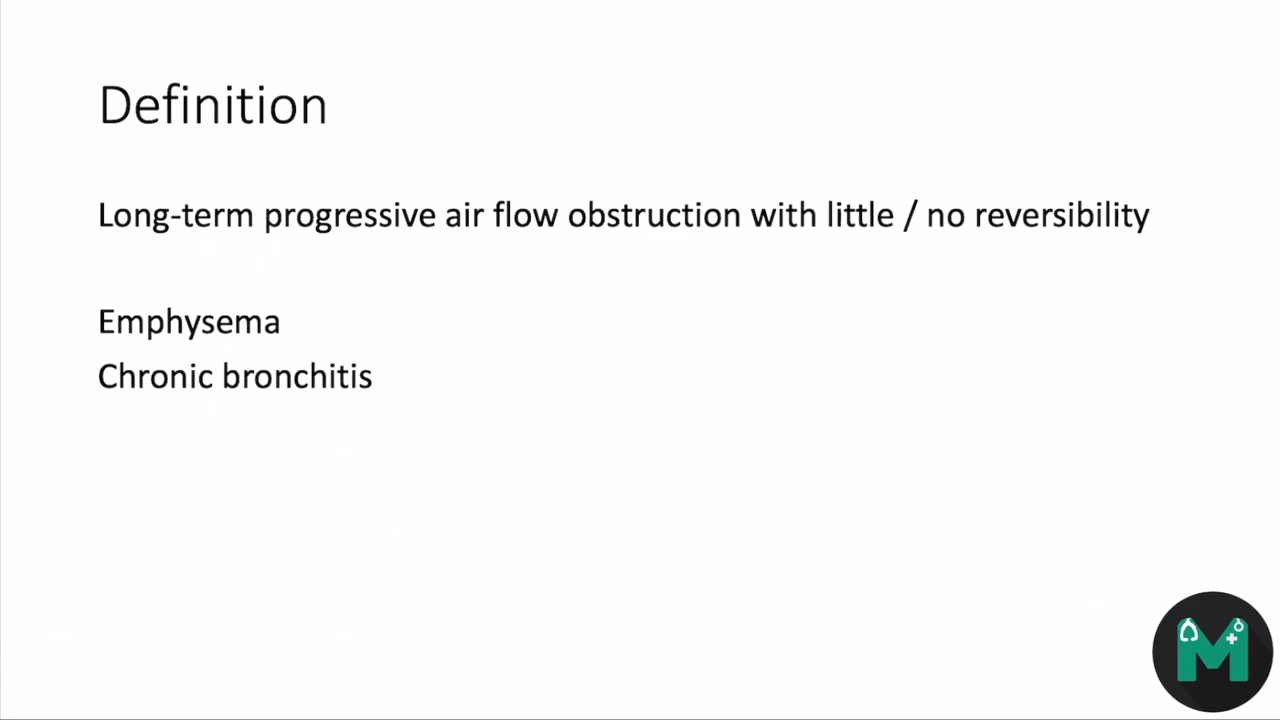 Definition
Long-term progressive air flow obstruction with little / no reversibility
Emphysema
Chronic bronchitis
M